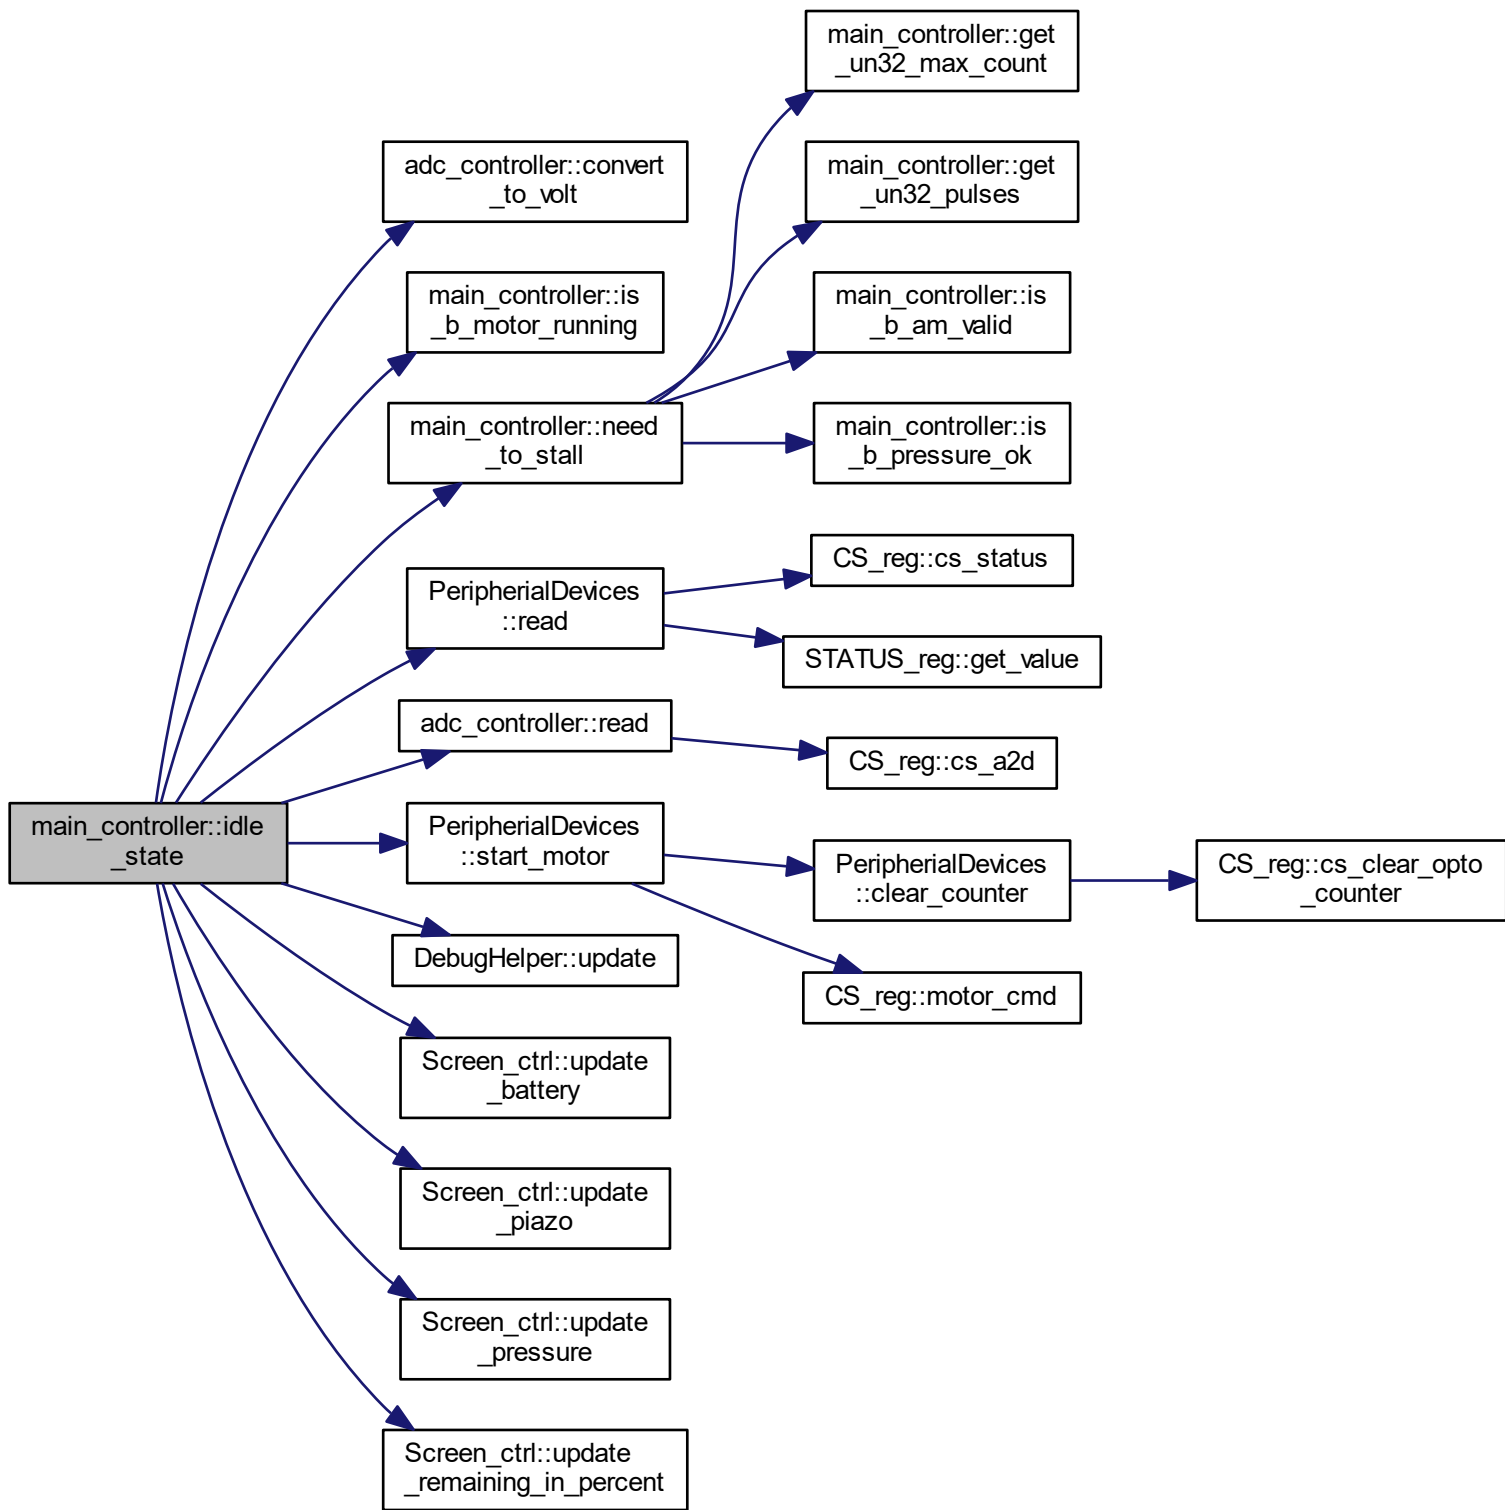 main_controller::get
_un32_max_count
adc_controller::convert
_to_volt
main_controller::get
_un32_pulses
main_controller::is
_b_motor_running
main_controller::is
_b_am_valid
main_controller::need
_to_stall
main_controller::is
_b_pressure_ok
PeripherialDevices
::read
CS_reg::cs_status
STATUS_reg::get_value
adc_controller::read
CS_reg::cs_a2d
main_controller::idle
_state
PeripherialDevices
::start_motor
PeripherialDevices
::clear_counter
CS_reg::cs_clear_opto
_counter
DebugHelper::update
CS_reg::motor_cmd
Screen_ctrl::update
_battery
Screen_ctrl::update
_piazo
Screen_ctrl::update
_pressure
Screen_ctrl::update
_remaining_in_percent